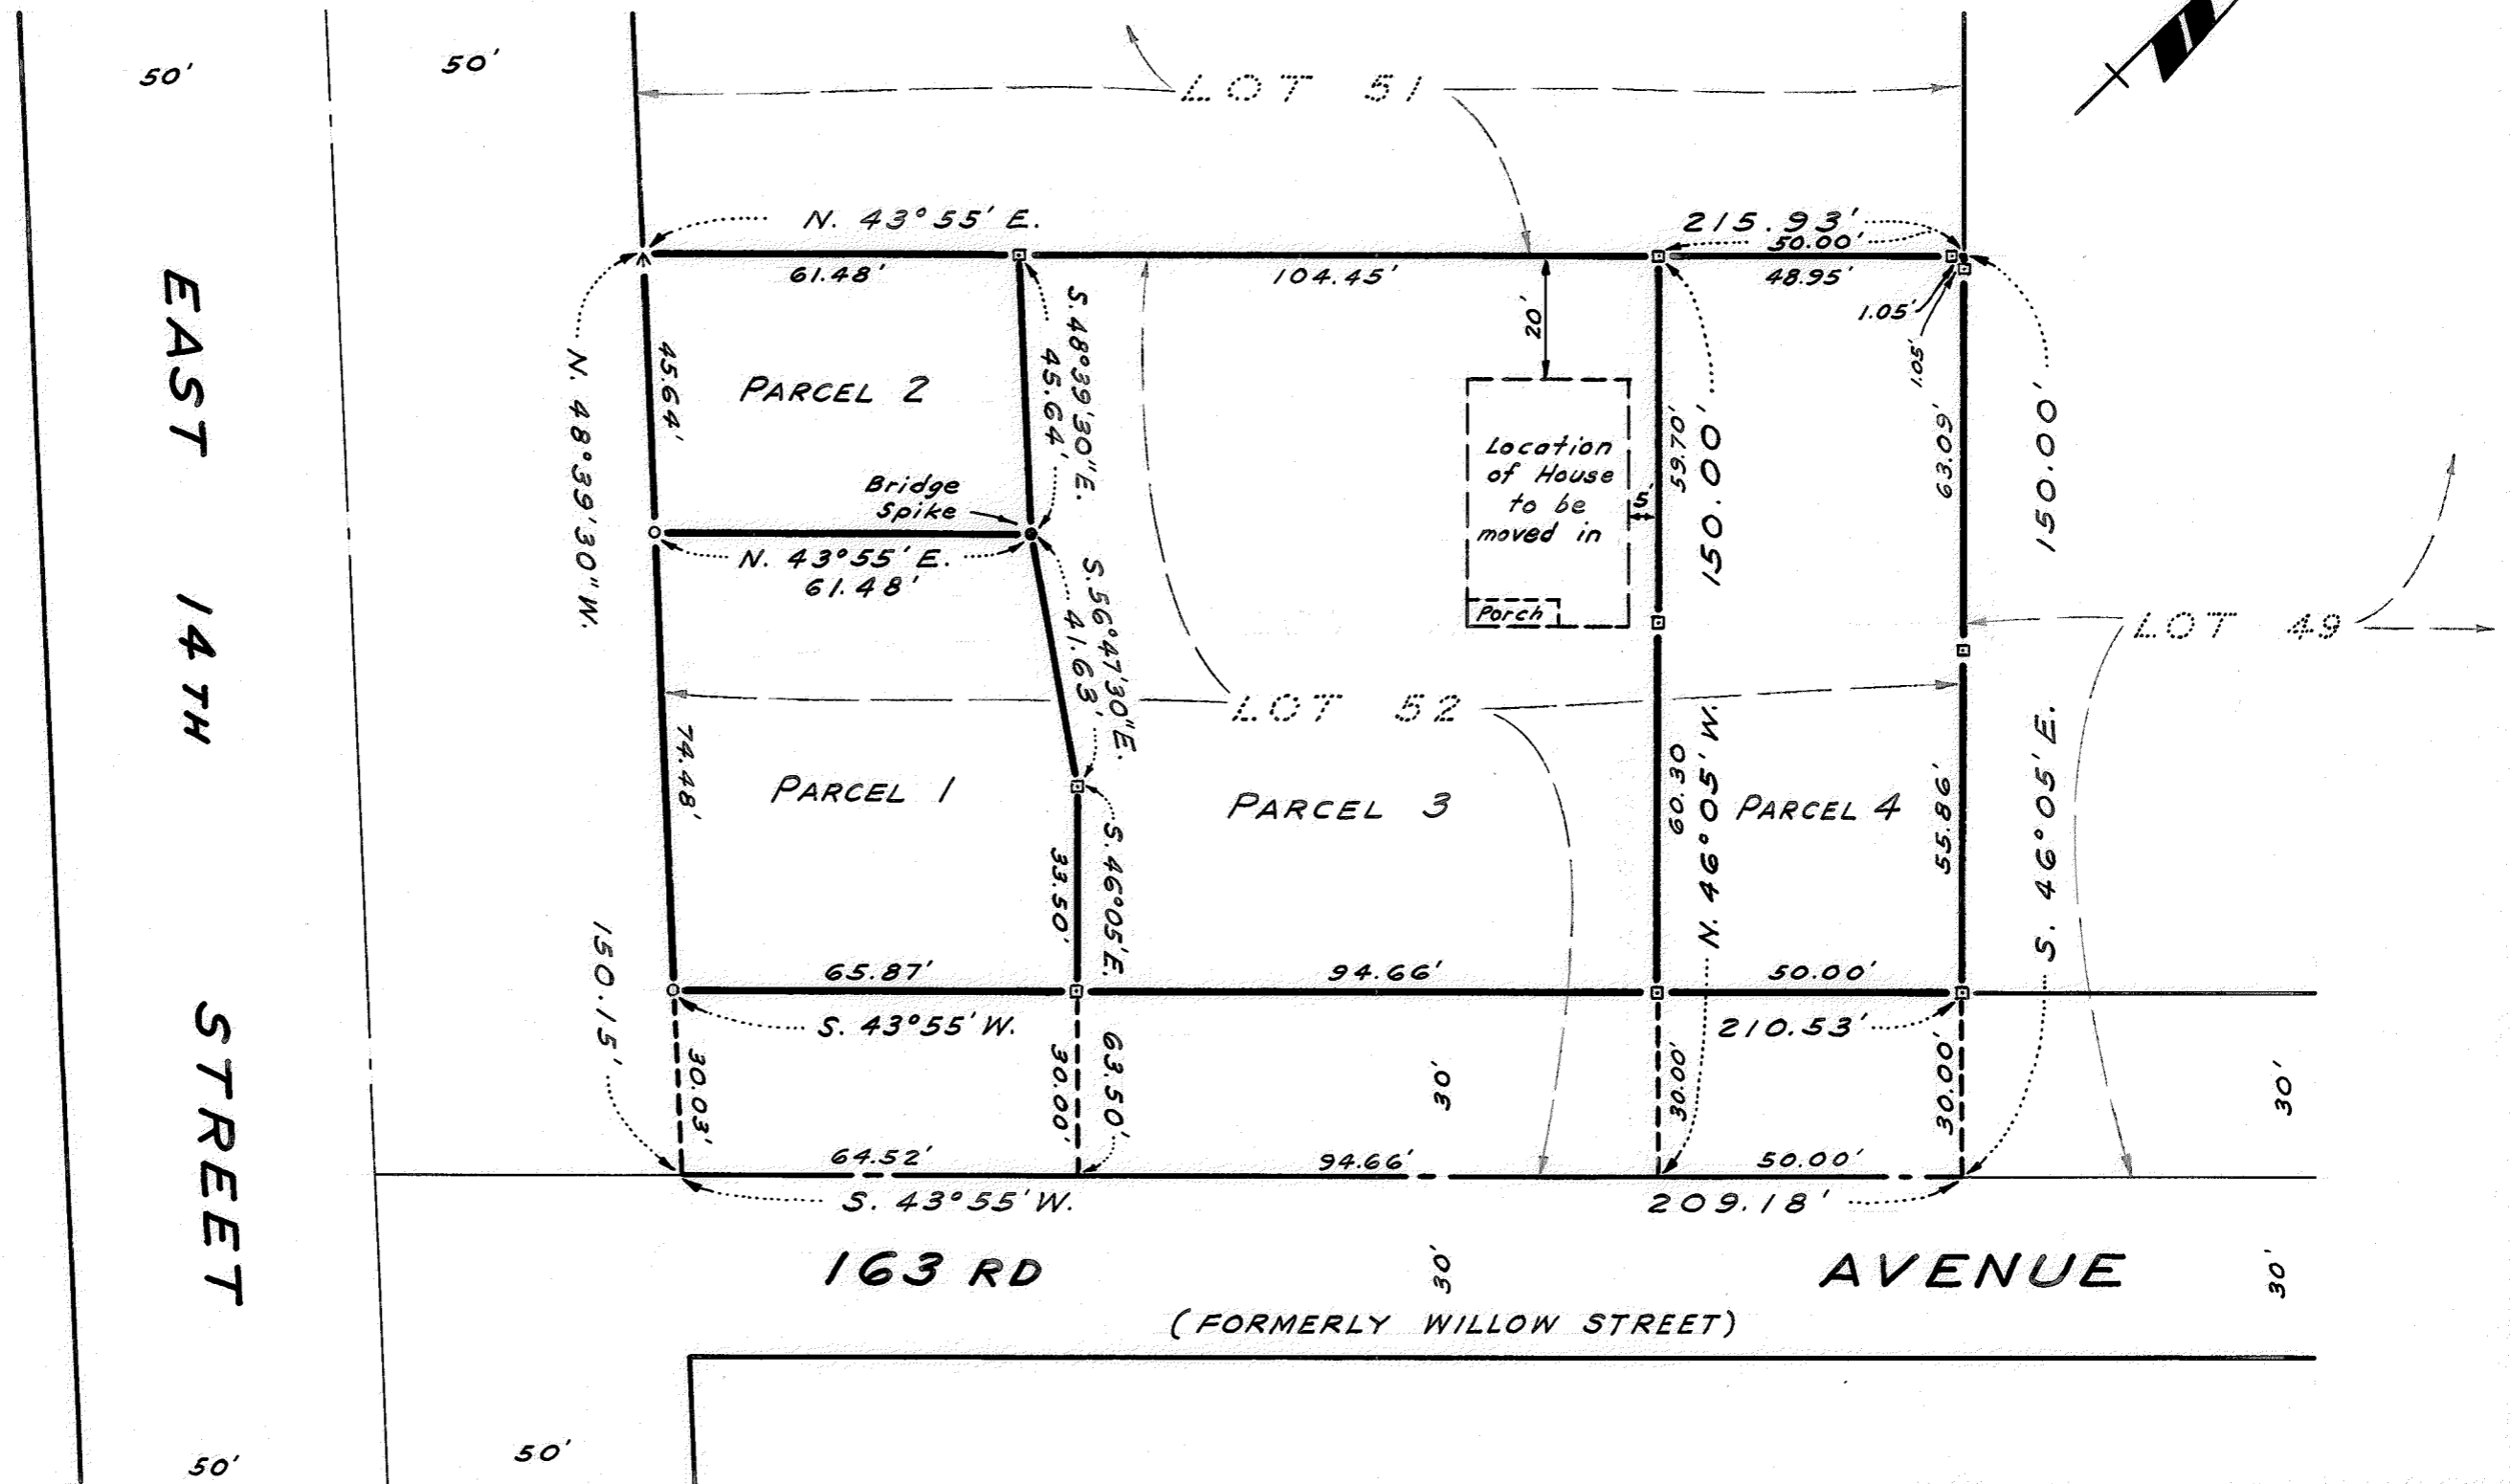 50'
50'
LOT 51
N. 43°55' E.
215.93'
50.00'
61.48'
104.45'
48.95'
1.05'
1.05'
20'
EAST 14TH STREET
N. 48°39'30" W.
45.64'
PARCEL 2
S. 48°39'30" E.
45.64'
Bridge
Spike
Location
of House
to be
moved in
Porch
5'
59.70'
150.00'
63.09'
150.00'
N. 43°55' E.
61.48'
S. 56°47'30" E.
41.63'
LOT 49
LOT 52
74.48'
PARCEL 1
PARCEL 3
60.30
N. 46°05' W.
PARCEL 4
55.86'
S. 46°05' E.
33.50'
S. 46°05' E.
150.15'
65.87'
94.66'
50.00'
S. 43°55' W.
210.53'
30.03'
30.00'
63.50'
30'
30.00'
30.00'
30'
64.52'
94.66'
50.00'
S. 43°55' W.
209.18'
163 RD AVENUE
30'
30'
(FORMERLY WILLOW STREET)
50'
50'